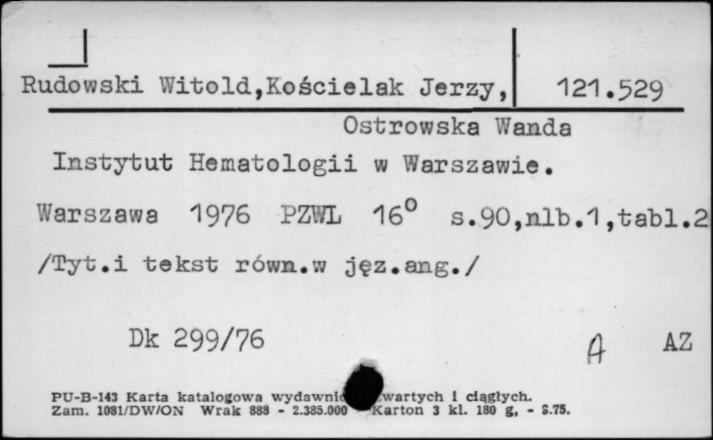 Rudowski Witold,Kościelak Jerzy, 121.529
Ostrowska Wanda
Instytut Hematologii w Warszawie.
Warszawa 1976 PZWL 16° s.90,nlb.1,tabl.2
/Tyt.i tekst równ.w jęz.ang./
Dk 299/76 A AZ
PU-B-143 Karta katalogowa wydawnic wartych i ciągłych.
Zam. 1081/DW/ON Wrak 888 - 2.385.000 Karton 3 kl. 180 g, - 8.75.